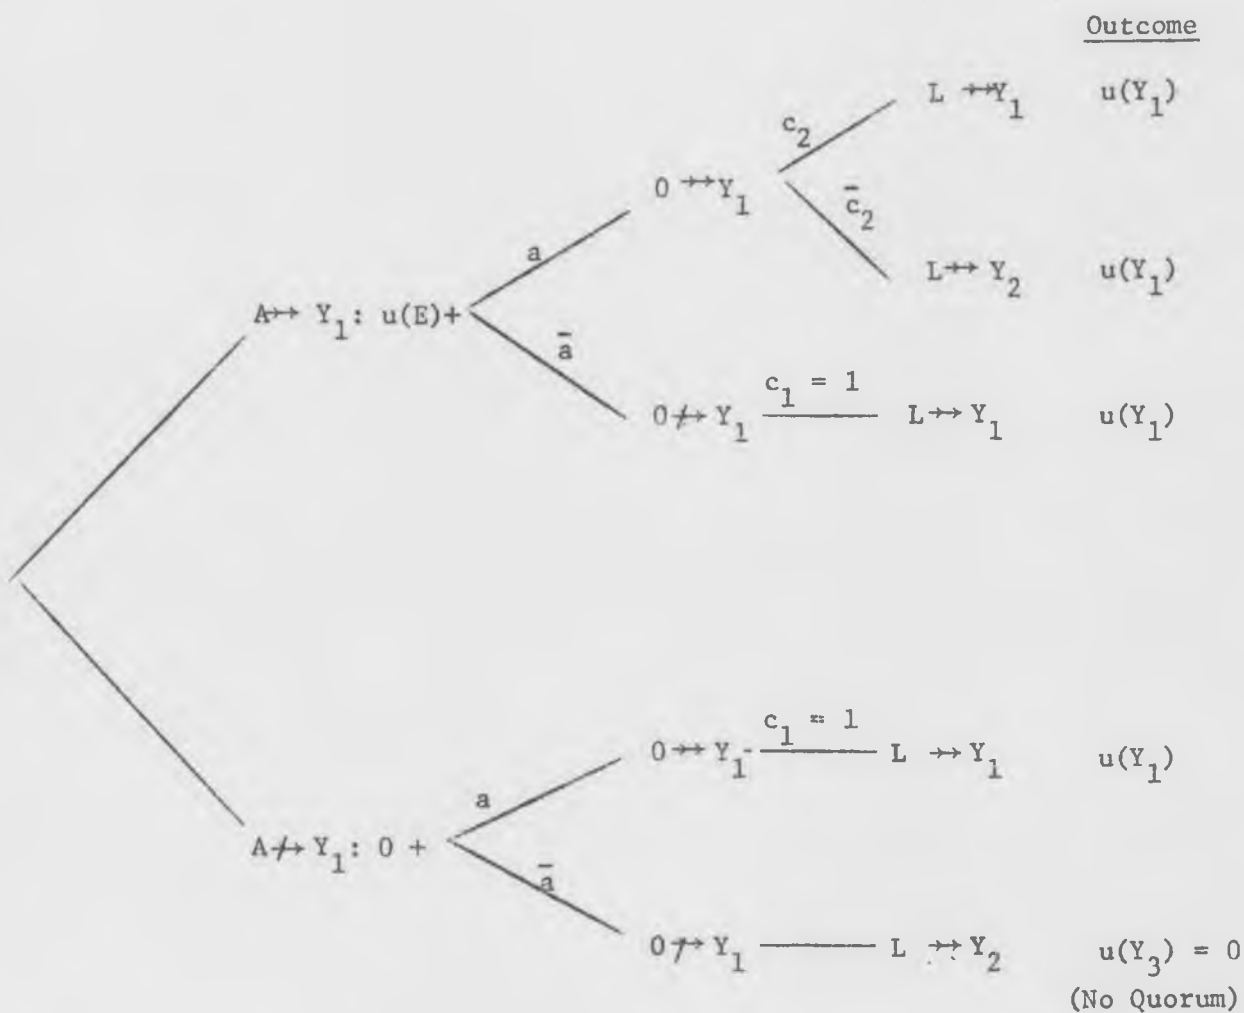 Outcome
c₂ L ↔Y₁ u(Y₁)
0 ↔Y₁
c̄₂
a L↔ Y₂ u(Y₁)
A↔ Y₁: u(E)+
ā
c₁ = 1
0 ↮ Y₁ L↔ Y₁ u(Y₁)
c₁ = 1
0 ↔ Y₁ L ↔ Y₁ u(Y₁)
a
A↮ Y₁: 0 +
ā
0 ↮ Y₁ L ↔ Y₂ u(Y₃) = 0
(No Quorum)